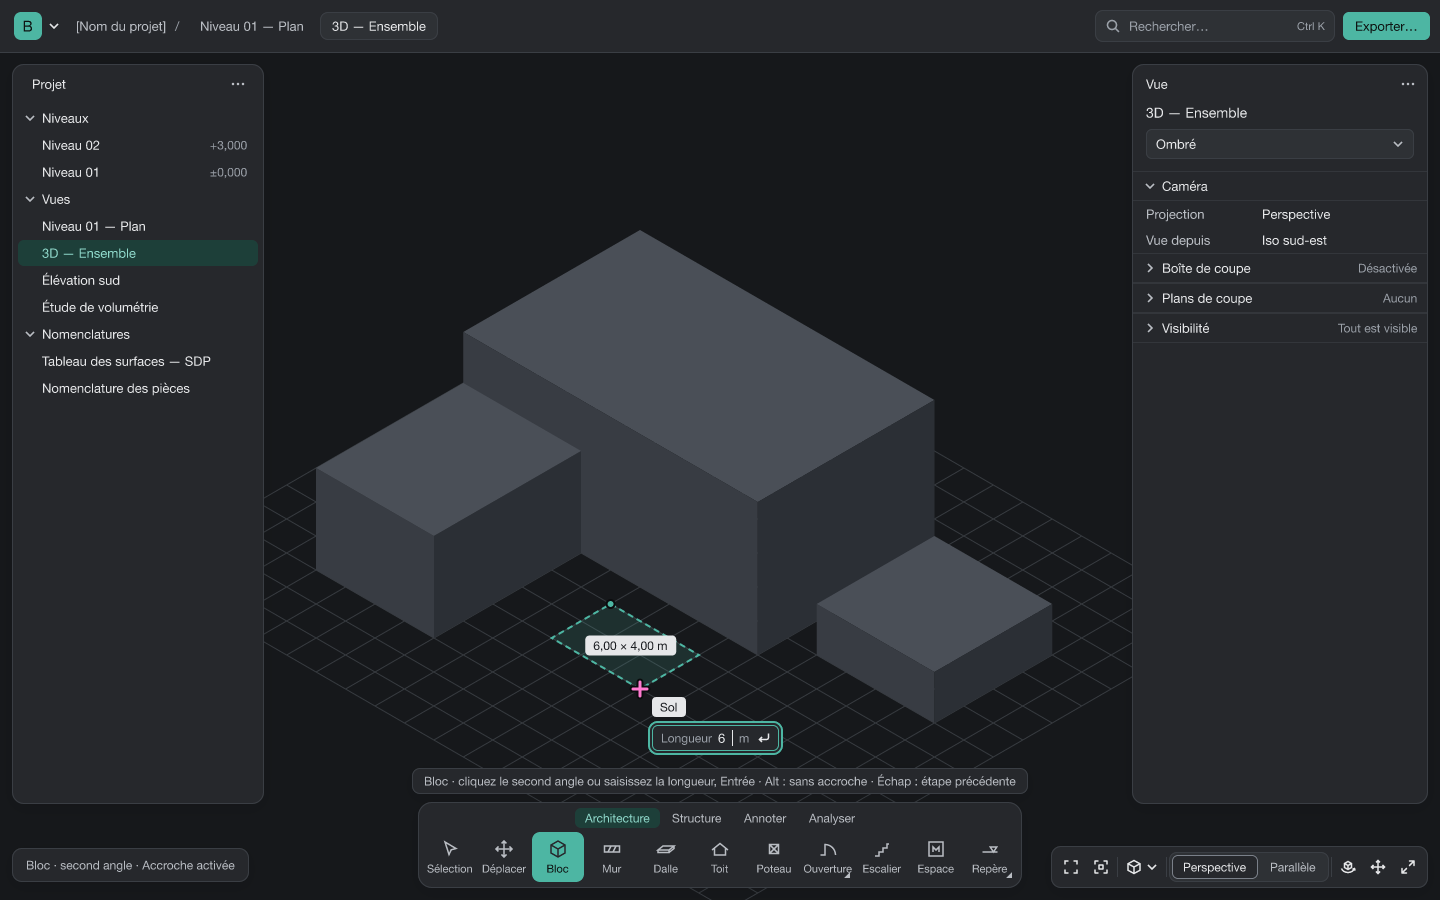 B
[Nom du projet] / Niveau 01 — Plan 3D — Ensemble
Rechercher… Ctrl K
Exporter…
Projet
Niveaux
Niveau 02 +3,000
Niveau 01 ±0,000
Vues
Niveau 01 — Plan
3D — Ensemble
Élévation sud
Étude de volumétrie
Nomenclatures
Tableau des surfaces — SDP
Nomenclature des pièces
Vue
3D — Ensemble
Ombré
Caméra
Projection Perspective
Vue depuis Iso sud-est
Boîte de coupe Désactivée
Plans de coupe Aucun
Visibilité Tout est visible
6,00 × 4,00 m
Sol
Longueur 6 m
Bloc · cliquez le second angle ou saisissez la longueur, Entrée · Alt : sans accroche · Échap : étape précédente
Architecture Structure Annoter Analyser
Sélection Déplacer Bloc Mur Dalle Toit Poteau Ouverture Escalier Espace Repère
Bloc · second angle · Accroche activée
Perspective Parallèle